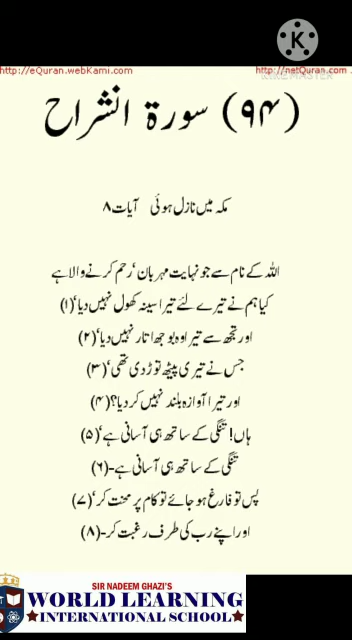 K
KINEMASTER
http://eQuran.webKami.com http://netQuran.com
(۹۴) سورۃ انشراح
مکہ میں نازل ہوئی آیات ۸
اللہ کے نام سے جو نہایت مہربان ‘رحم کرنے والا ہے
کیا ہم نے تیرے لئے تیرا سینہ کھول نہیں دیا‘(۱)
اور تجھ سے تیرا وہ بوجھ اتار نہیں دیا‘(۲)
جس نے تیری پیٹھ توڑ دی تھی‘(۳)
اور تیرا آوازہ بلند نہیں کر دیا؟(۴)
ہاں! تنگی کے ساتھ ہی آسانی ہے‘(۵)
تنگی کے ساتھ ہی آسانی ہے-(۶)
پس تو فارغ ہو جائے تو کام پر محنت کر‘(۷)
اور اپنے رب کی طرف رغبت کر-(۸)
SIR NADEEM GHAZI'S
WORLD LEARNING
INTERNATIONAL SCHOOL